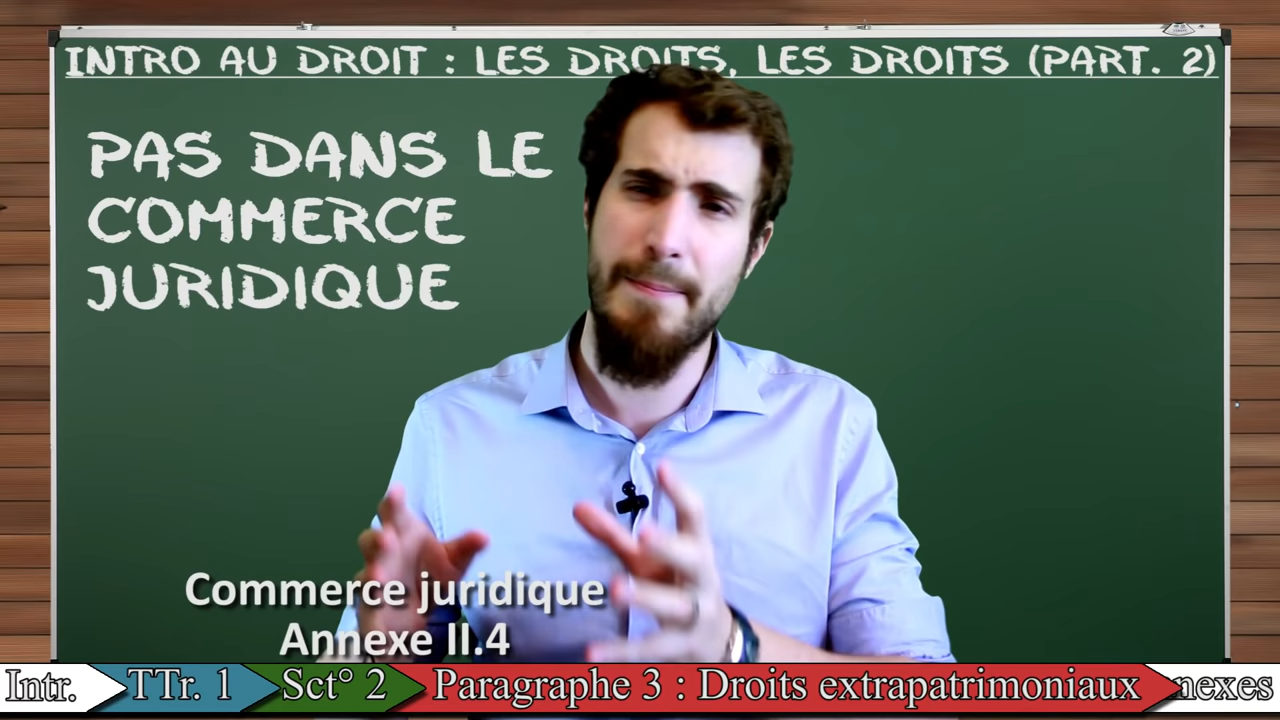 INTRO AU DROIT : LES DROITS, LES DROITS (PART. 2)
PAS DANS LE
COMMERCE
JURIDIQUE
Commerce juridique
Annexe II.4
Intr. TTr. 1 Sct° 2 Paragraphe 3 : Droits extrapatrimoniaux nexes